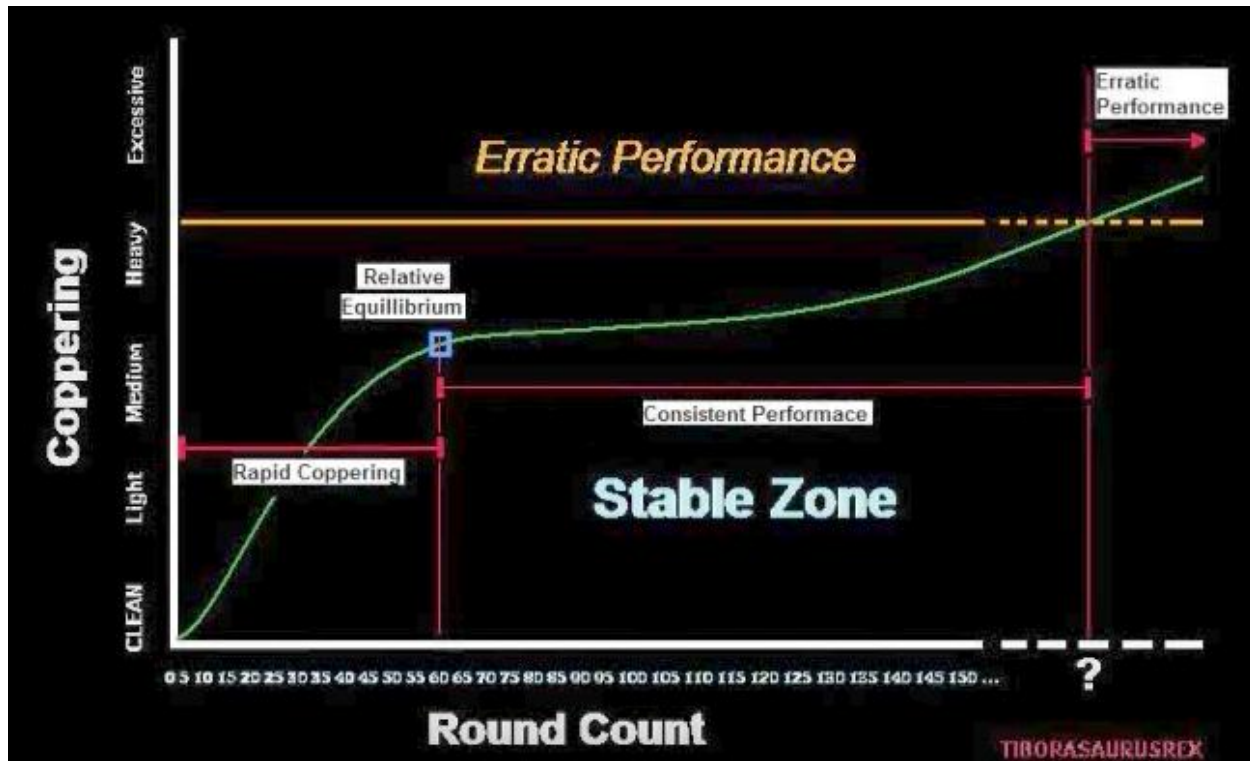 Erratic
Performance
Erratic Performance
Excessive
Heavy
Medium
Light
CLEAN
Coppering
Relative
Equillibrium
Consistent Performace
Rapid Coppering
Stable Zone
0 5 10 15 20 25 30 35 40 45 50 55 60 65 70 75 80 85 90 95 100 105 110 115 120 125 130 135 140 145 150 ...
?
Round Count
TIBORASAURUSREX